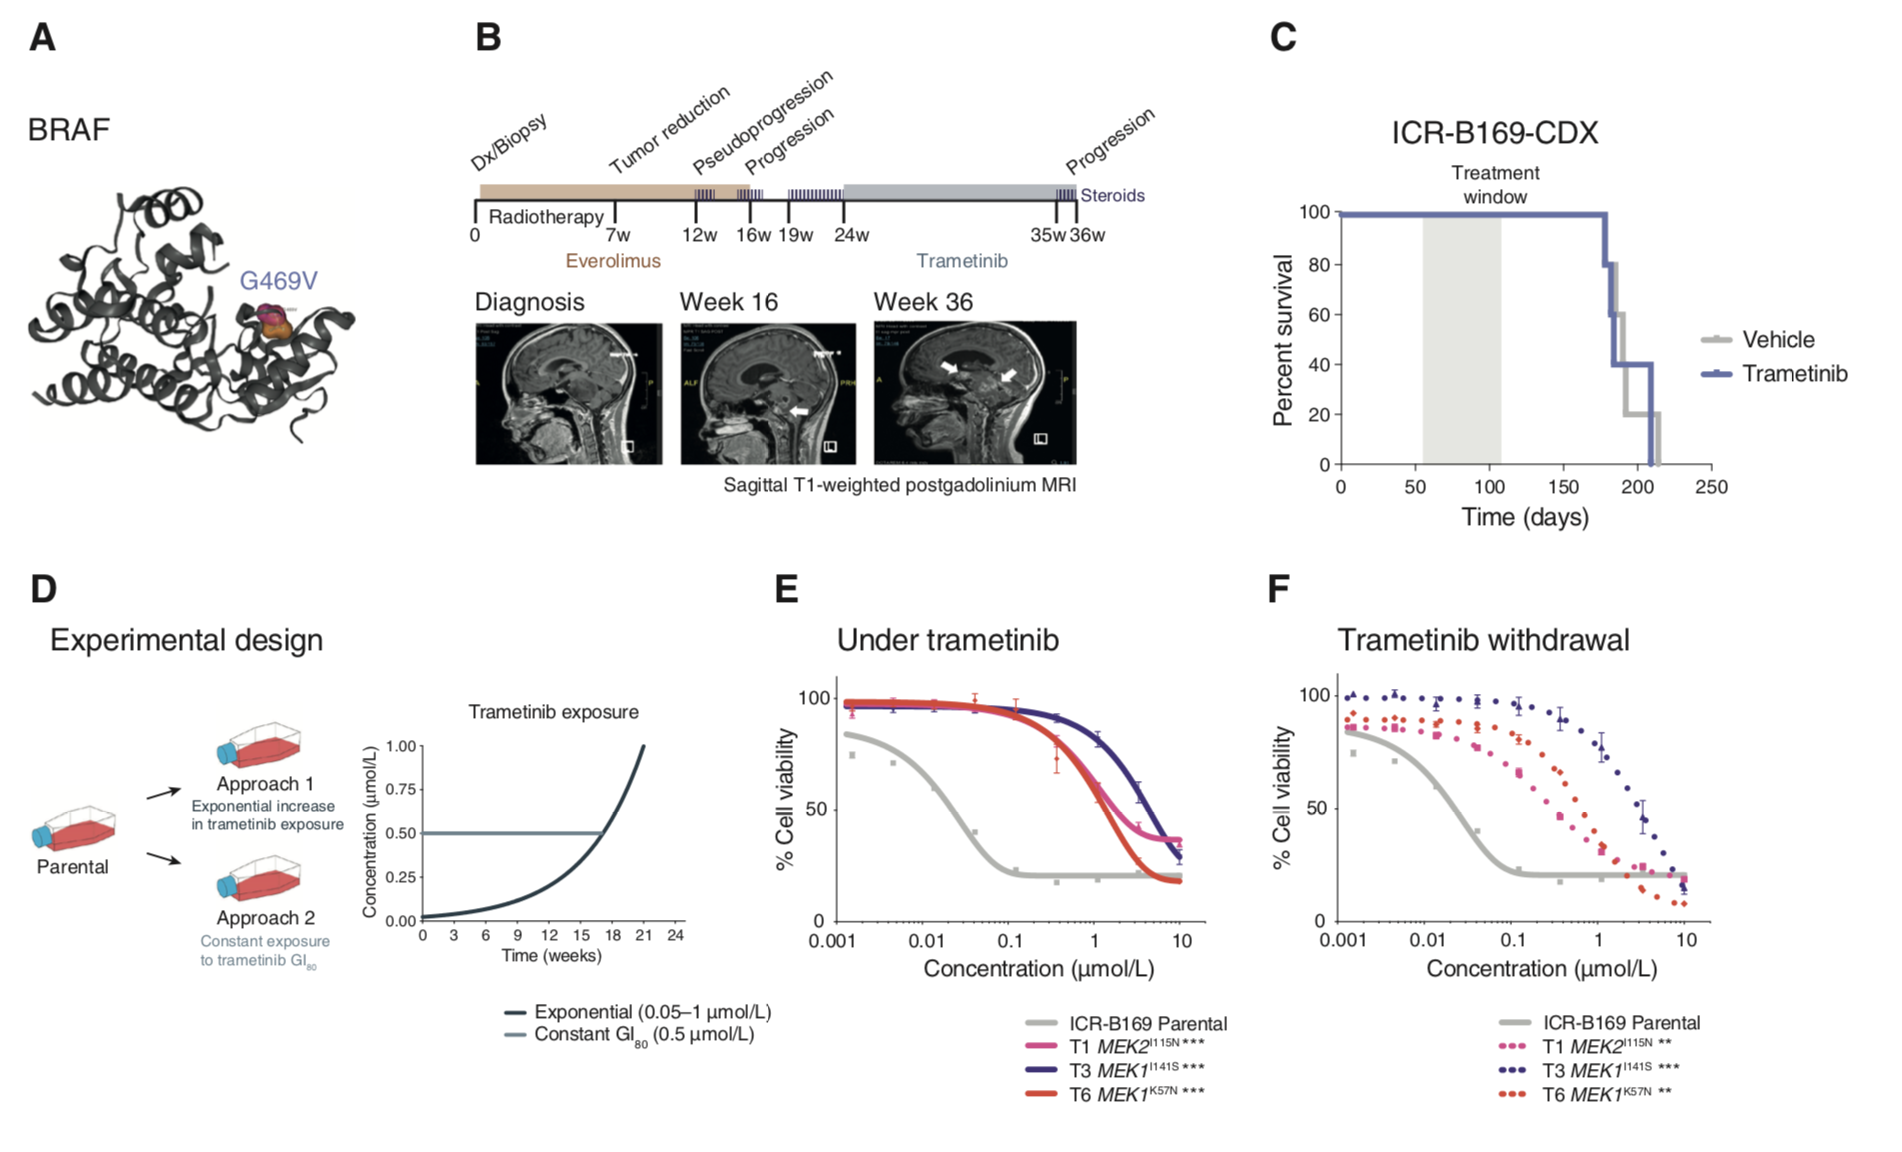 A
BRAF
G469V
B
Dx/Biopsy
Tumor reduction
Pseudoprogression
Progression
Progression
Steroids
Radiotherapy
0 7w 12w 16w 19w 24w 35w 36w
Everolimus
Trametinib
Diagnosis
Week 16
Week 36
A
P
L
ALF
PRH
L
A
P
L
Sagittal T1-weighted postgadolinium MRI
C
ICR-B169-CDX
Treatment
window
Percent survival
100
80
60
40
20
0
0 50 100 150 200 250
Time (days)
Vehicle
Trametinib
D
Experimental design
Parental
Approach 1
Exponential increase
in trametinib exposure
Approach 2
Constant exposure
to trametinib GI80
Trametinib exposure
Concentration (µmol/L)
1.00
0.75
0.50
0.25
0.00
0 3 6 9 12 15 18 21 24
Time (weeks)
Exponential (0.05–1 µmol/L)
Constant GI80 (0.5 µmol/L)
E
Under trametinib
% Cell viability
100
50
0
0.001 0.01 0.1 1 10
Concentration (µmol/L)
ICR-B169 Parental
T1 MEK2I115N ***
T3 MEK1I141S ***
T6 MEK1K57N ***
F
Trametinib withdrawal
% Cell viability
100
50
0
0.001 0.01 0.1 1 10
Concentration (µmol/L)
ICR-B169 Parental
T1 MEK2I115N **
T3 MEK1I141S ***
T6 MEK1K57N **